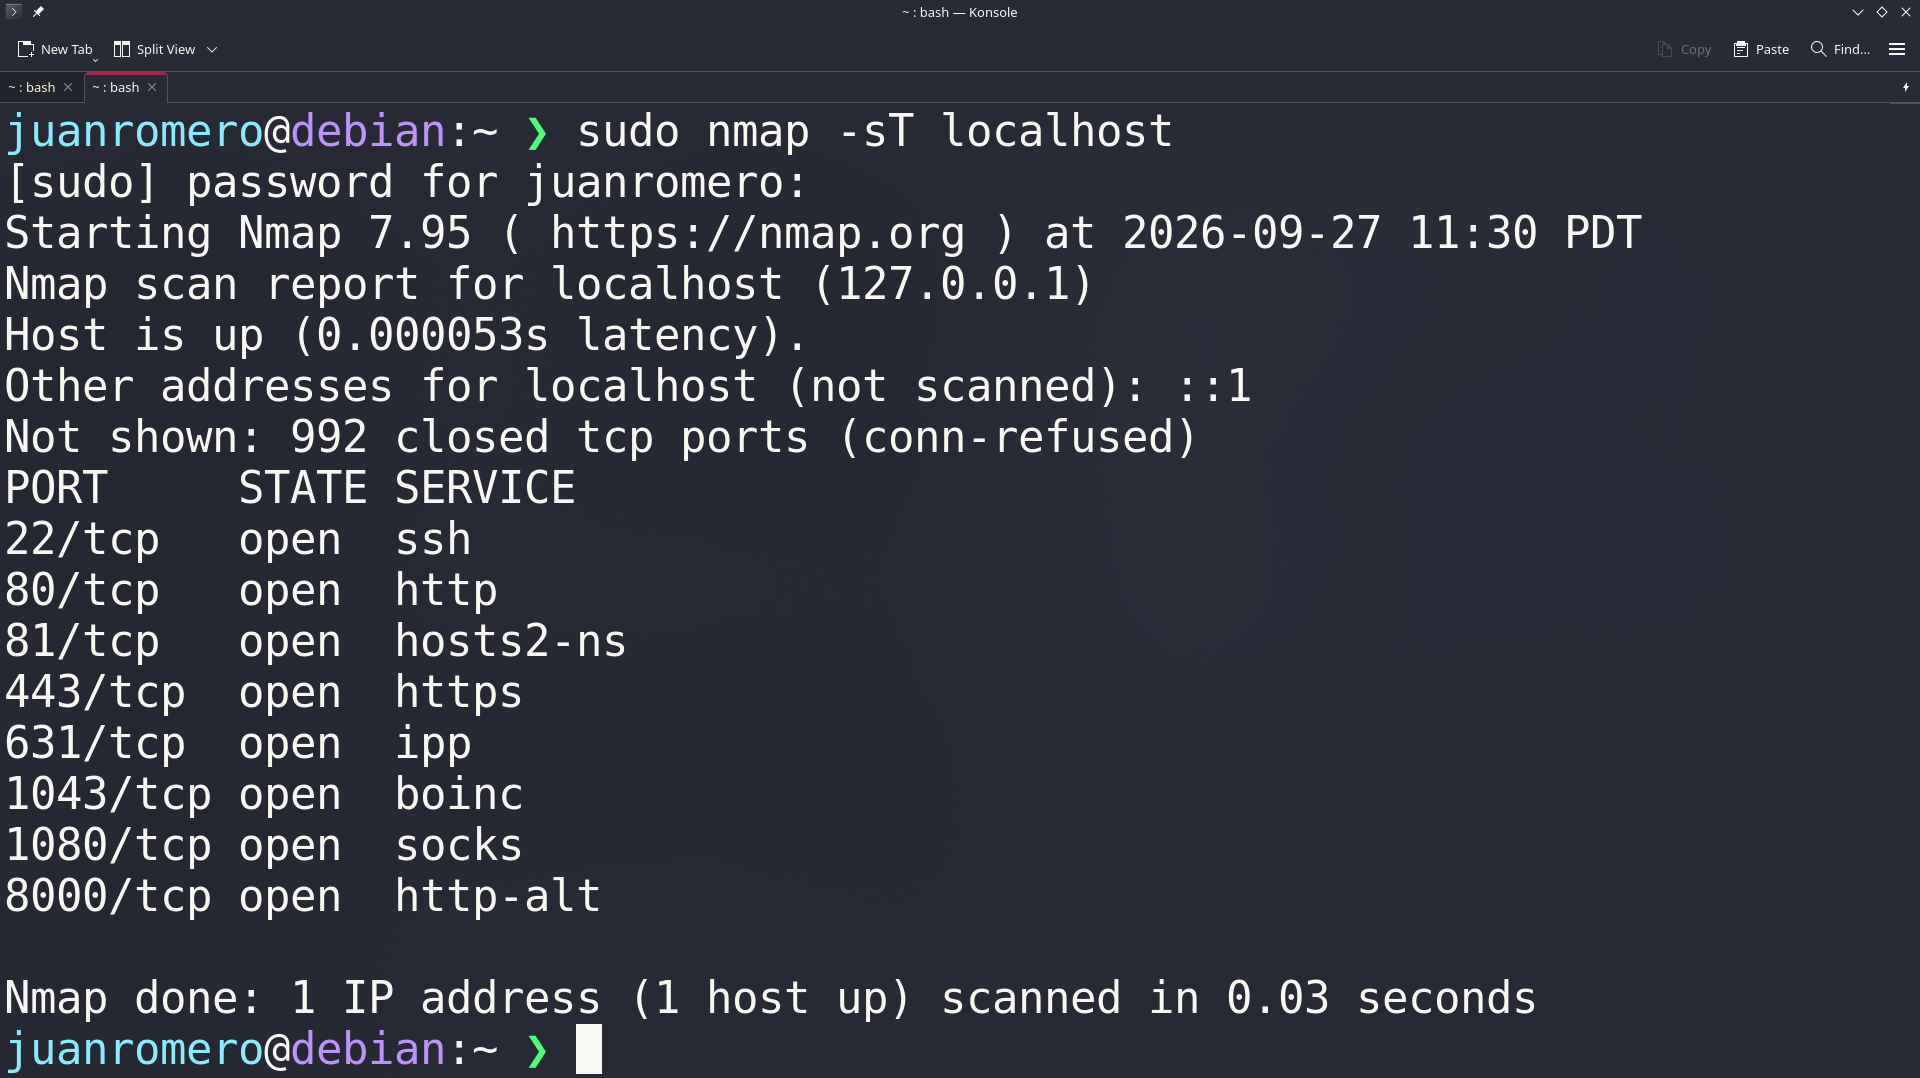 ~ : bash — Konsole
New Tab Split View Copy Paste Find...
~ : bash ~ : bash
juanromero@debian:~ ❯ sudo nmap -sT localhost
[sudo] password for juanromero:
Starting Nmap 7.95 ( https://nmap.org ) at 2026-09-27 11:30 PDT
Nmap scan report for localhost (127.0.0.1)
Host is up (0.000053s latency).
Other addresses for localhost (not scanned): ::1
Not shown: 992 closed tcp ports (conn-refused)
PORT     STATE SERVICE
22/tcp   open  ssh
80/tcp   open  http
81/tcp   open  hosts2-ns
443/tcp  open  https
631/tcp  open  ipp
1043/tcp open  boinc
1080/tcp open  socks
8000/tcp open  http-alt
Nmap done: 1 IP address (1 host up) scanned in 0.03 seconds
juanromero@debian:~ ❯